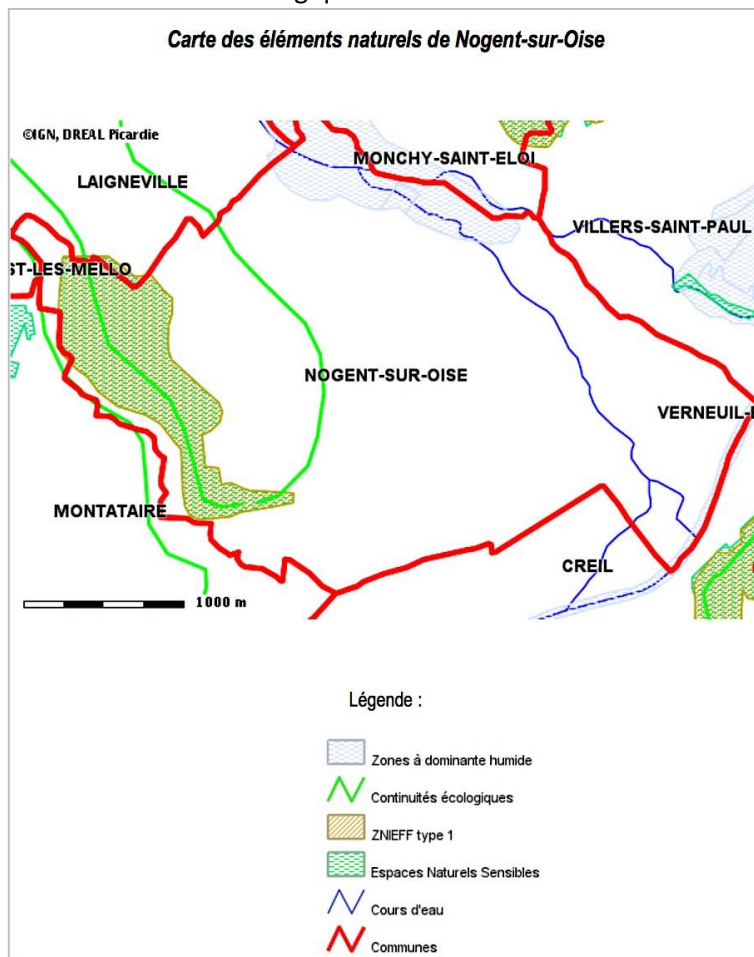 Carte des éléments naturels de Nogent-sur-Oise
©IGN, DREAL Picardie
MONCHY-SAINT-ELOI
LAIGNEVILLE
VILLERS-SAINT-PAUL
ST-LES-MELLO
NOGENT-SUR-OISE
VERNEUIL-
MONTATAIRE
CREIL
1000 m
Légende :
Zones à dominante humide
Continuités écologiques
ZNIEFF type 1
Espaces Naturels Sensibles
Cours d'eau
Communes